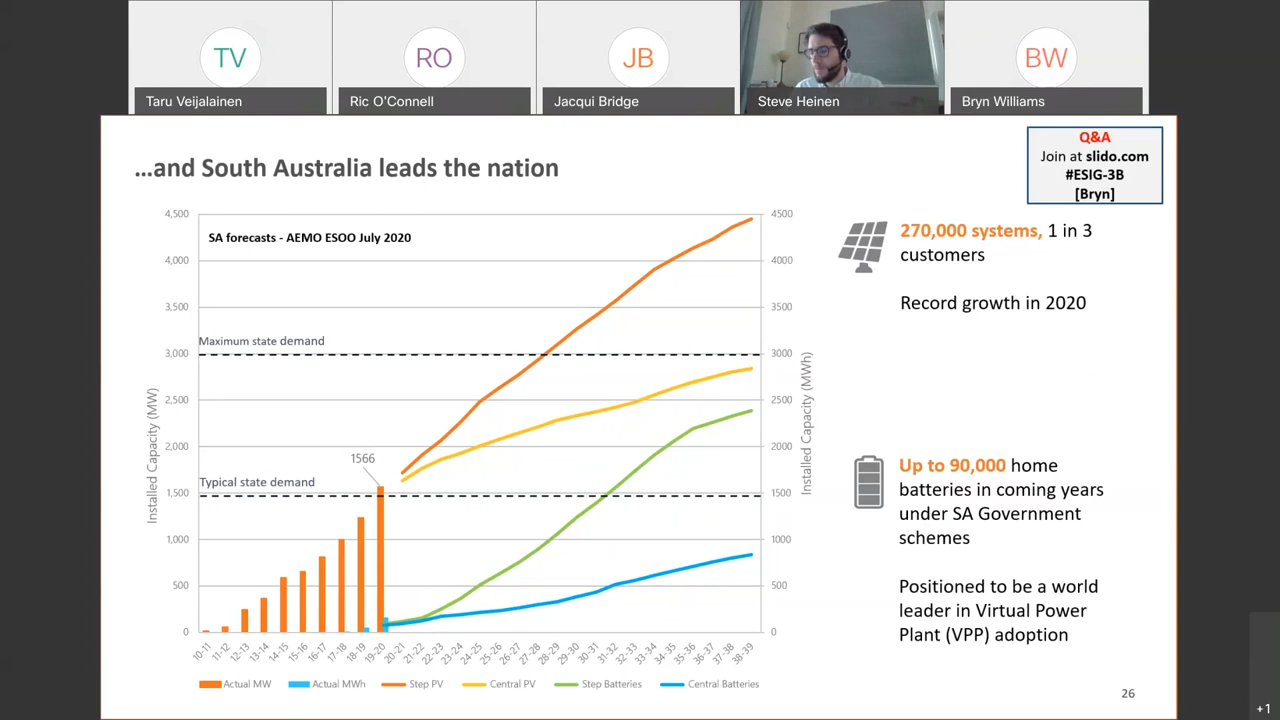 TV
RO
JB
BW
Taru Veijalainen
Ric O'Connell
Jacqui Bridge
Steve Heinen
Bryn Williams
Q&A
Join at slido.com
#ESIG-3B
[Bryn]
...and South Australia leads the nation
SA forecasts - AEMO ESOO July 2020
4,500
4,000
3,500
3,000
2,500
2,000
1,500
1,000
500
0
Installed Capacity (MW)
Maximum state demand
1566
Typical state demand
4500
4000
3500
3000
2500
2000
1500
1000
500
0
Installed Capacity (MWh)
10-11
11-12
12-13
13-14
14-15
15-16
16-17
17-18
18-19
19-20
20-21
21-22
22-23
23-24
24-25
25-26
26-27
27-28
28-29
29-30
30-31
31-32
32-33
33-34
34-35
35-36
36-37
37-38
38-39
Actual MW
Actual MWh
Step PV
Central PV
Step Batteries
Central Batteries
270,000 systems, 1 in 3
customers
Record growth in 2020
Up to 90,000 home
batteries in coming years
under SA Government
schemes
Positioned to be a world
leader in Virtual Power
Plant (VPP) adoption
26
+1